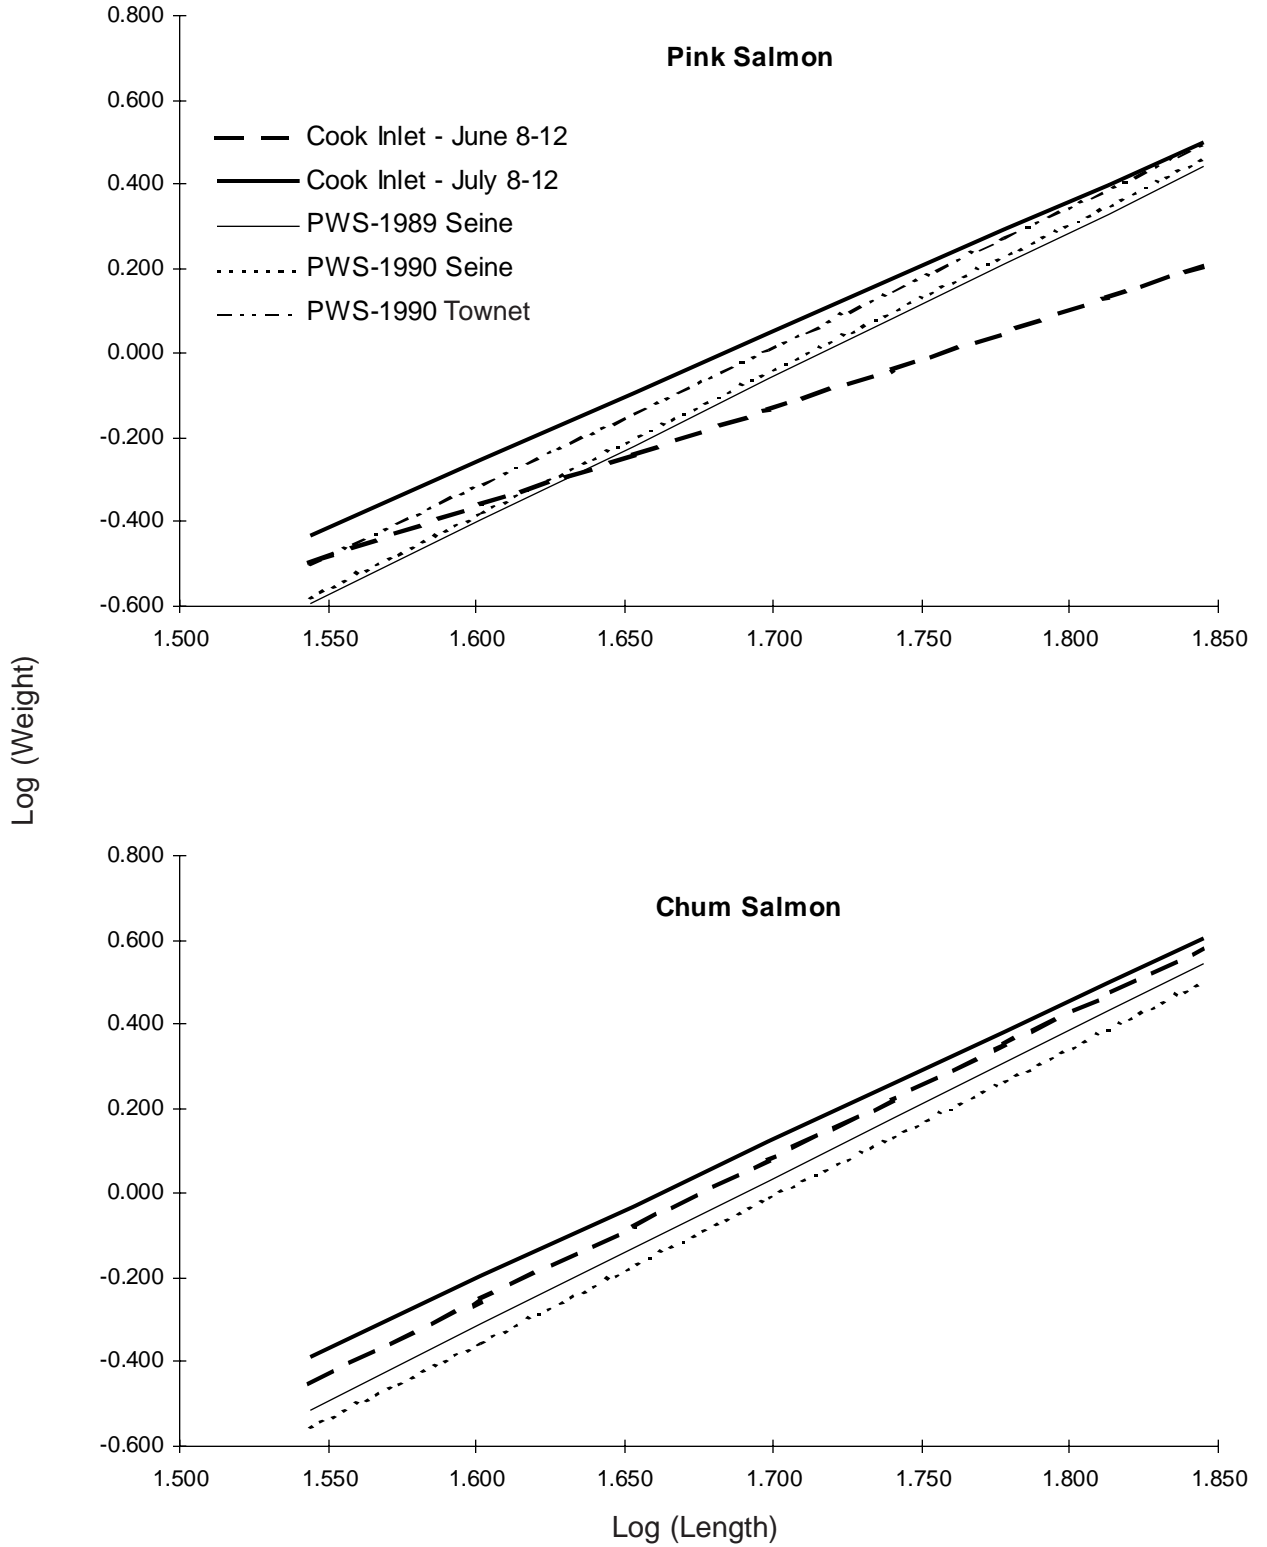 0.800
Pink Salmon
0.600
Cook Inlet - June 8-12
0.400
Cook Inlet - July 8-12
PWS-1989 Seine
0.200
PWS-1990 Seine
PWS-1990 Townet
0.000
-0.200
-0.400
-0.600
1.500 1.550 1.600 1.650 1.700 1.750 1.800 1.850
Log (Weight)
0.800
Chum Salmon
0.600
0.400
0.200
0.000
-0.200
-0.400
-0.600
1.500 1.550 1.600 1.650 1.700 1.750 1.800 1.850
Log (Length)